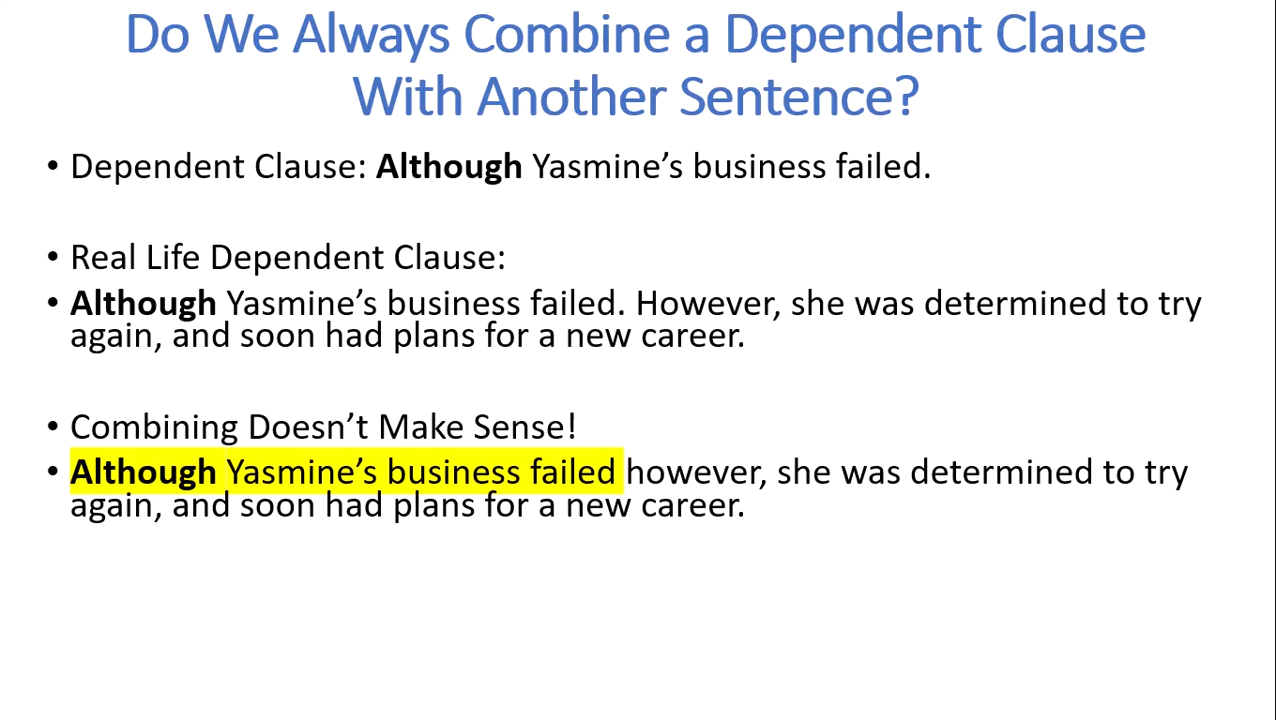 Do We Always Combine a Dependent Clause
With Another Sentence?
• Dependent Clause: Although Yasmine’s business failed.
• Real Life Dependent Clause:
• Although Yasmine’s business failed. However, she was determined to try
again, and soon had plans for a new career.
• Combining Doesn’t Make Sense!
• Although Yasmine’s business failed however, she was determined to try
again, and soon had plans for a new career.